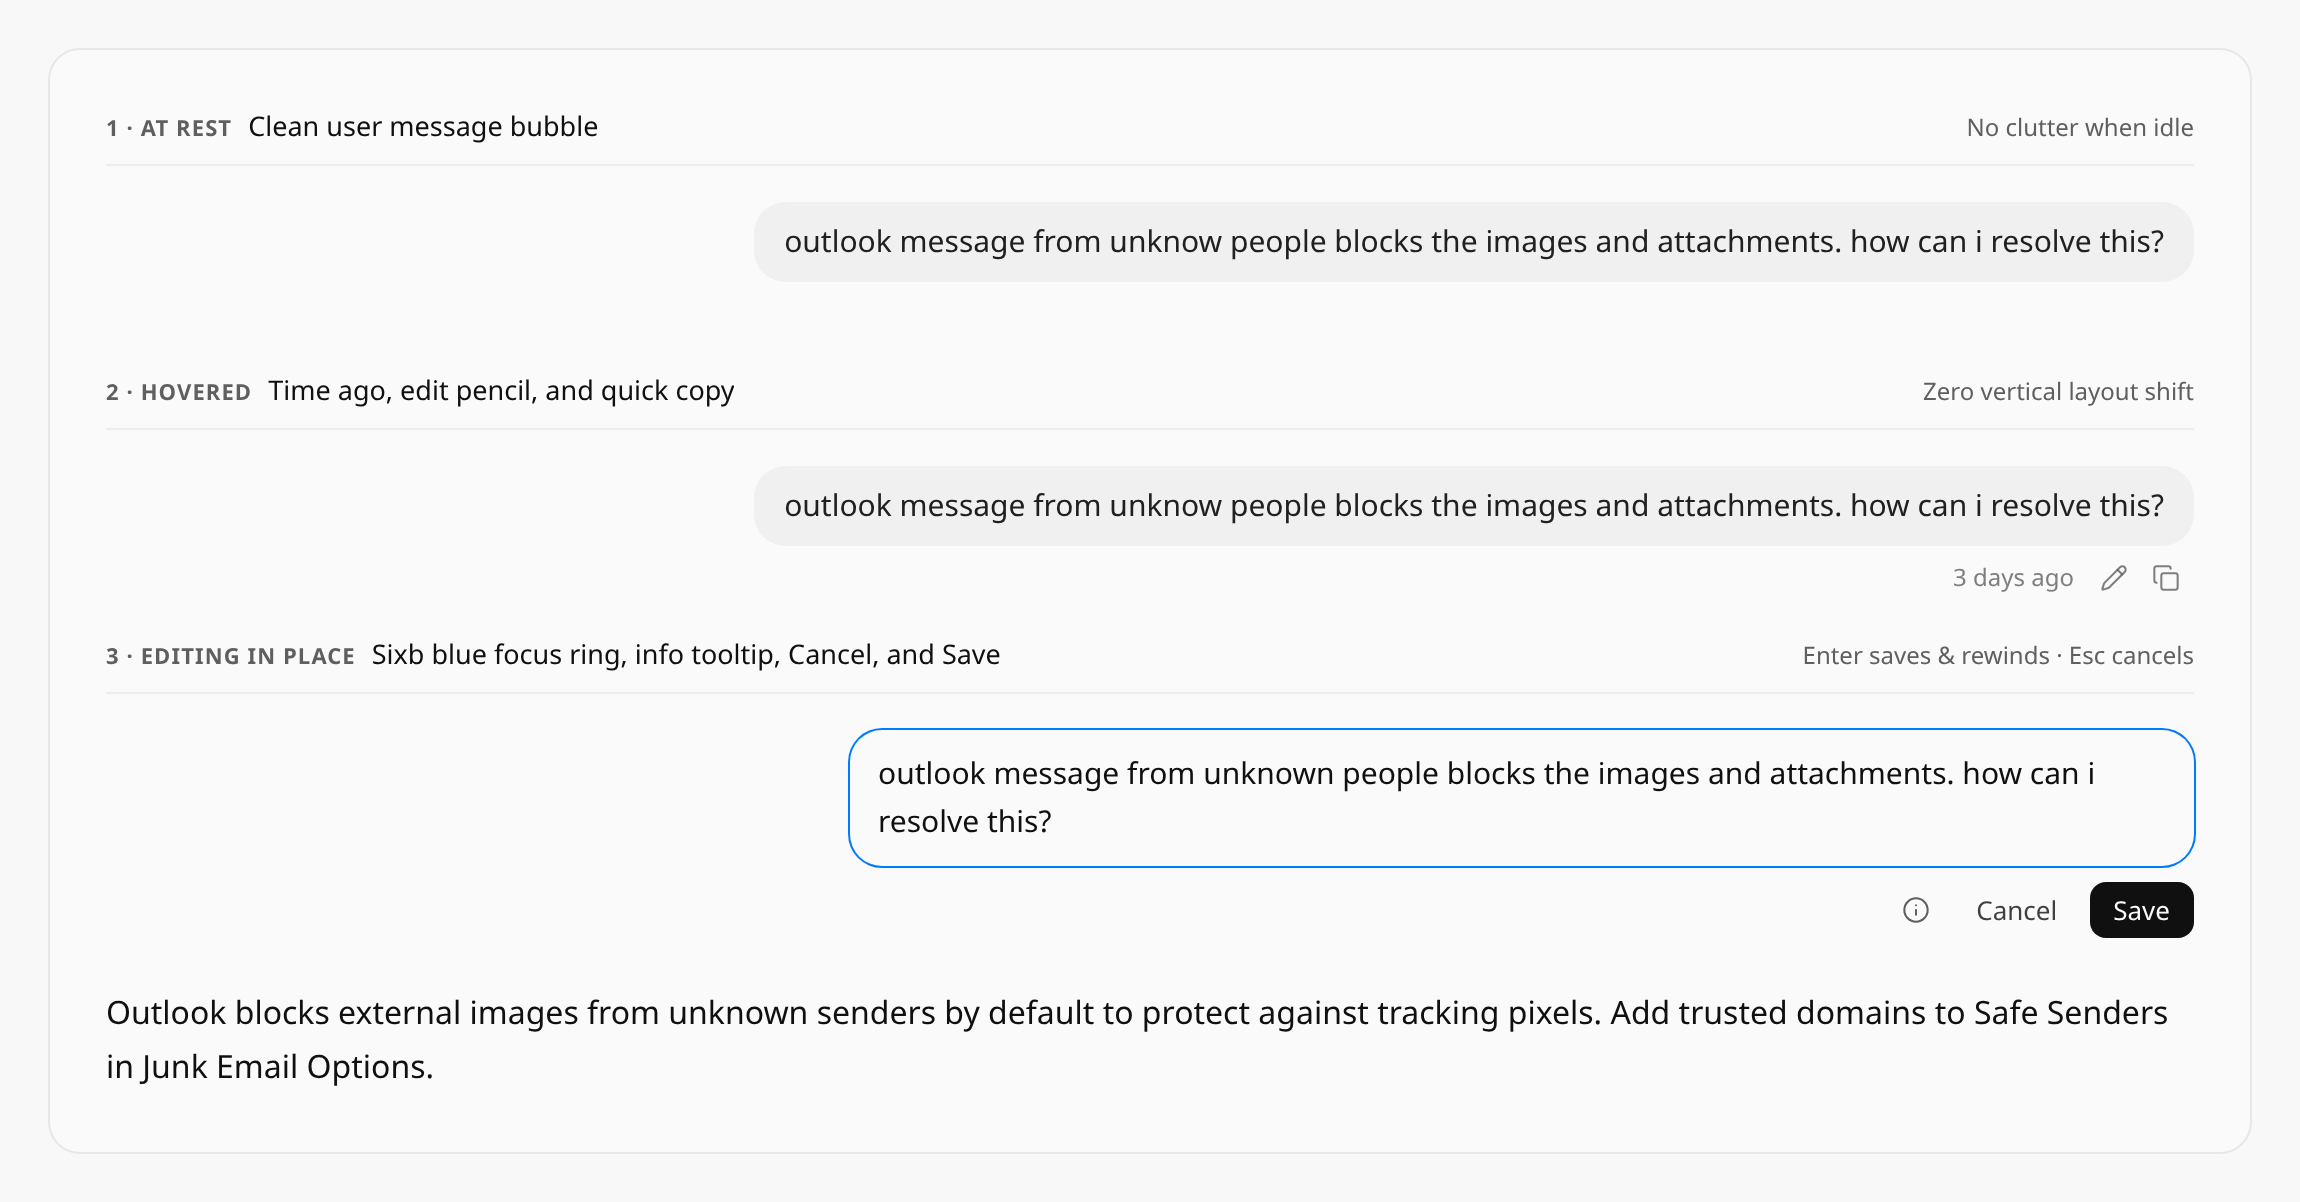 1 · AT REST Clean user message bubble No clutter when idle
outlook message from unknow people blocks the images and attachments. how can i resolve this?
2 · HOVERED Time ago, edit pencil, and quick copy Zero vertical layout shift
outlook message from unknow people blocks the images and attachments. how can i resolve this?
3 days ago
3 · EDITING IN PLACE Sixb blue focus ring, info tooltip, Cancel, and Save Enter saves & rewinds · Esc cancels
outlook message from unknown people blocks the images and attachments. how can i
resolve this?
Cancel Save
Outlook blocks external images from unknown senders by default to protect against tracking pixels. Add trusted domains to Safe Senders
in Junk Email Options.